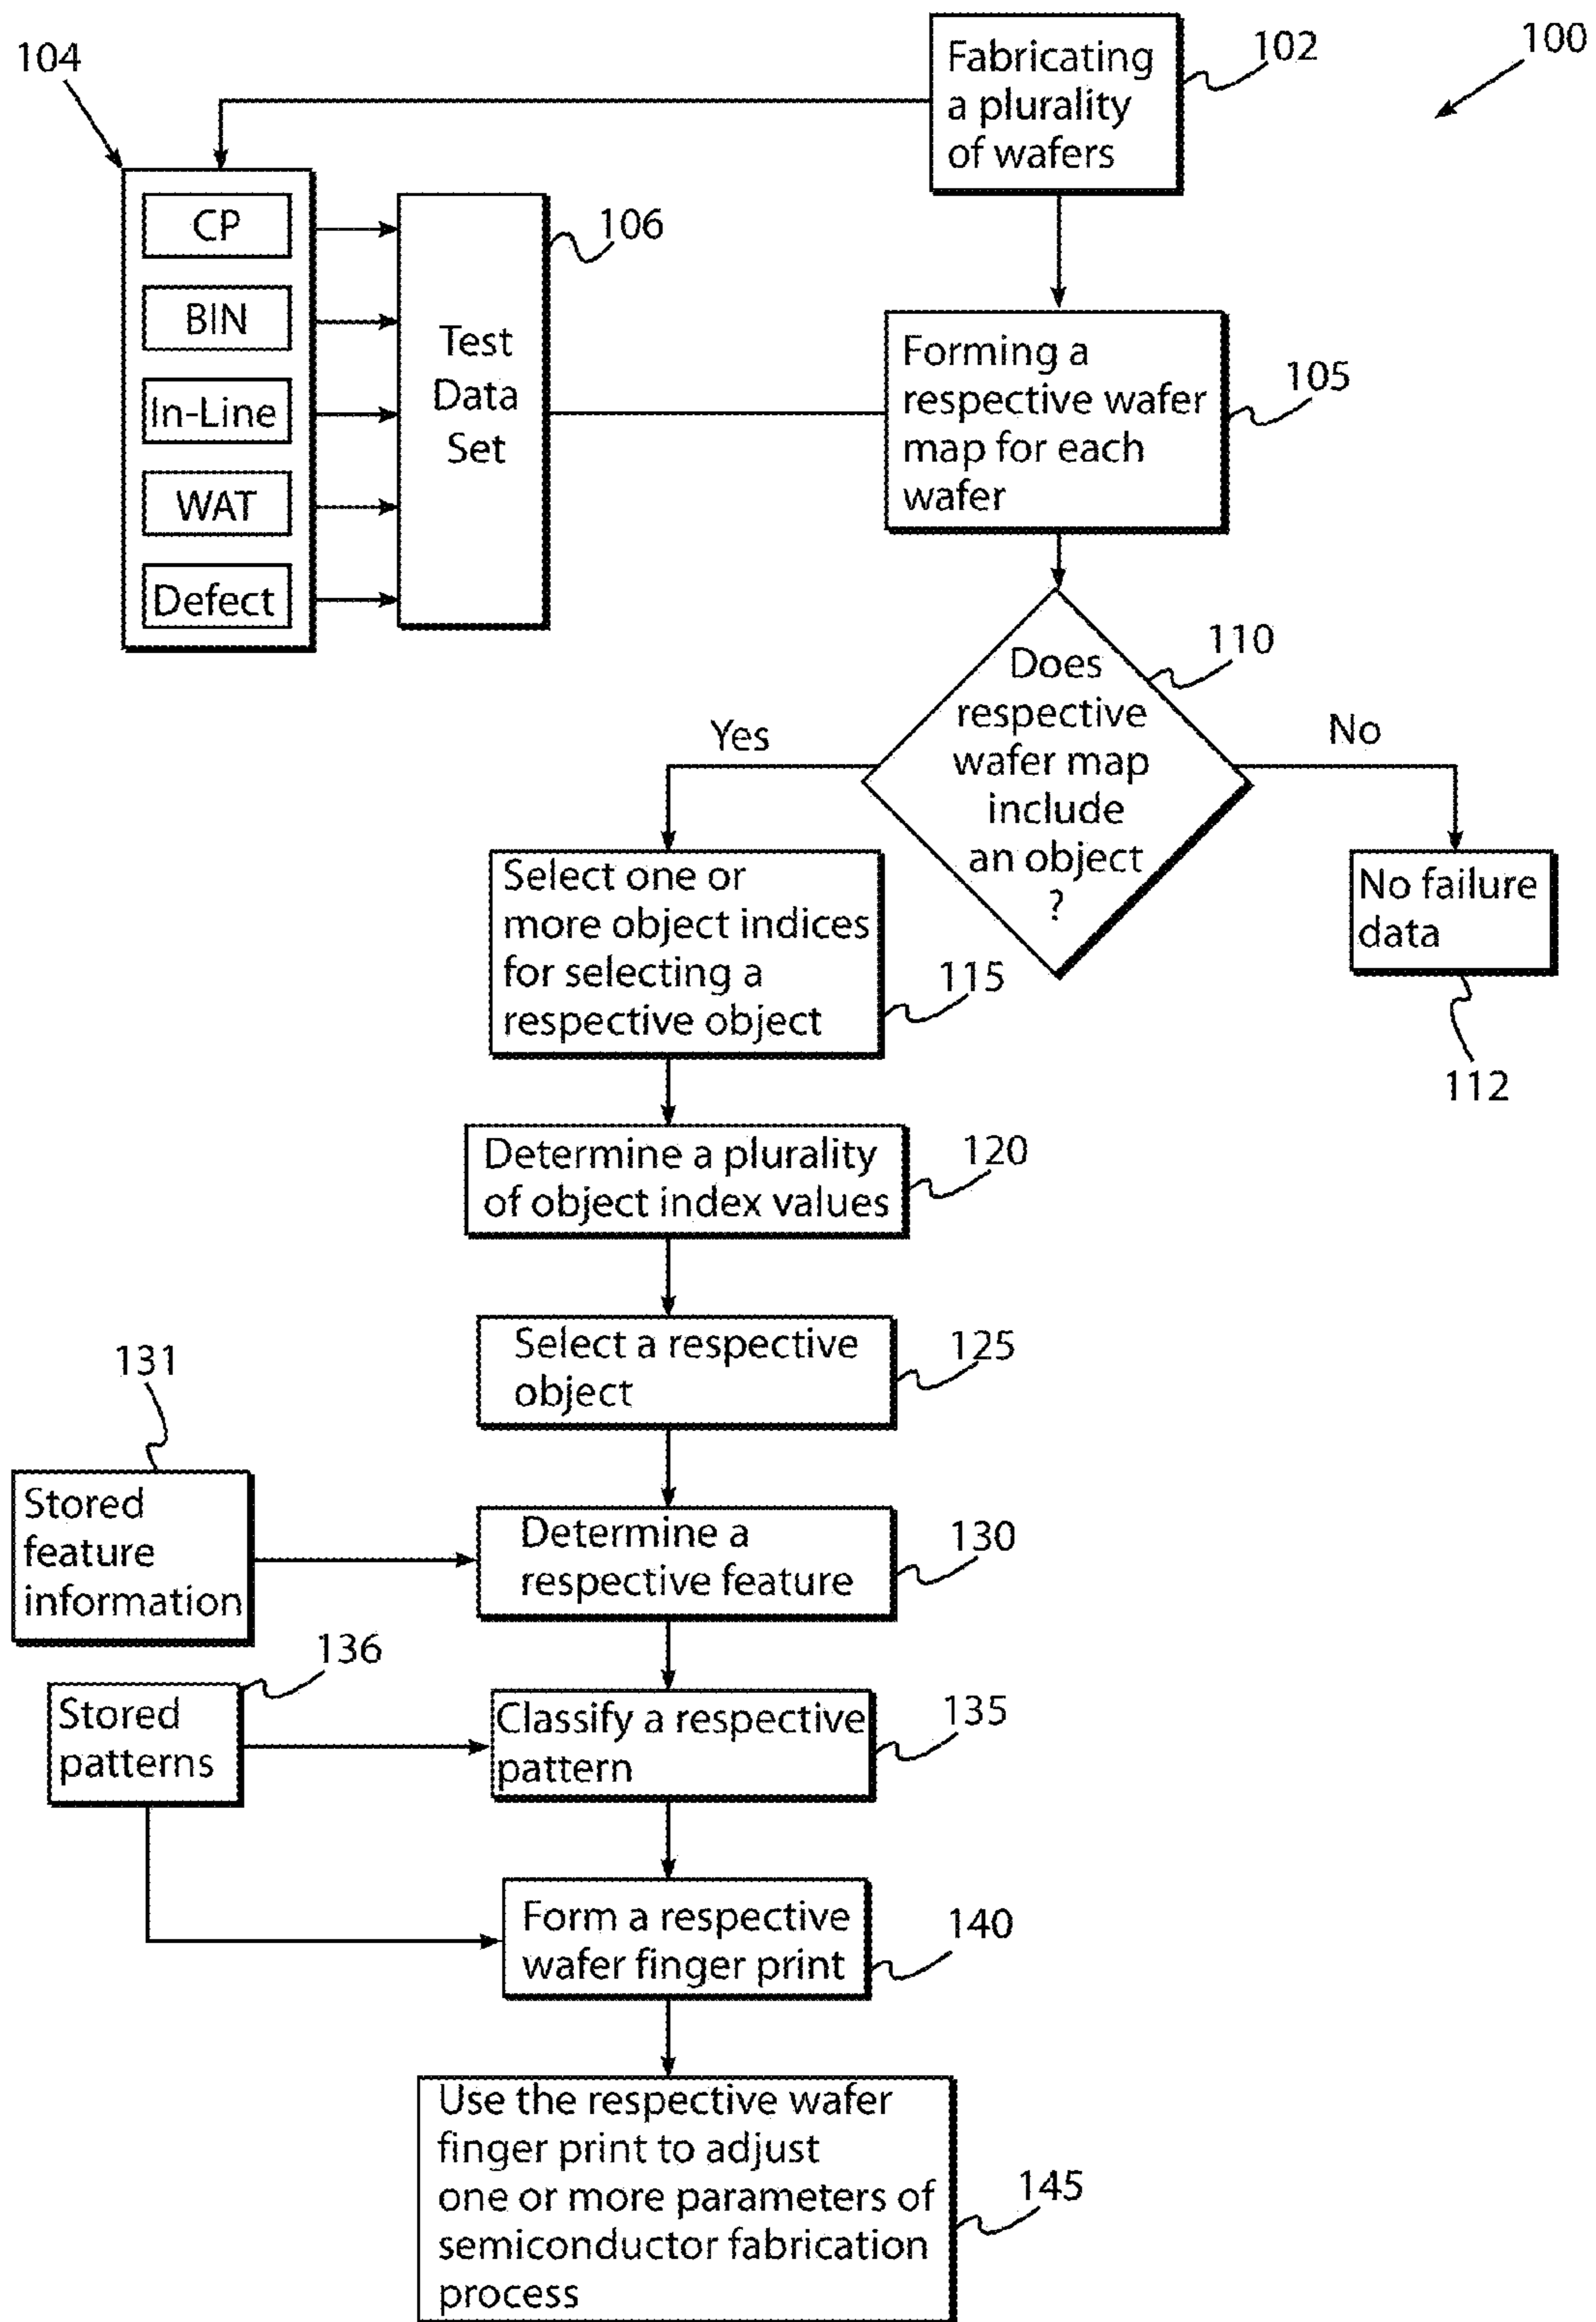 100
102
Fabricating
a plurality
of wafers
104
CP
BIN
In-Line
WAT
Defect
106
Test
Data
Set
105
Forming a
respective wafer
map for each
wafer
110
Does
respective
wafer map
include
an object
?
Yes
No
No failure
data
112
Select one or
more object indices
for selecting a
respective object
115
Determine a plurality
of object index values
120
Select a respective
object
125
131
Stored
feature
information
Determine a
respective feature
130
136
Stored
patterns
Classify a respective
pattern
135
Form a respective
wafer finger print
140
Use the respective wafer
finger print to adjust
one or more parameters of
semiconductor fabrication
process
145